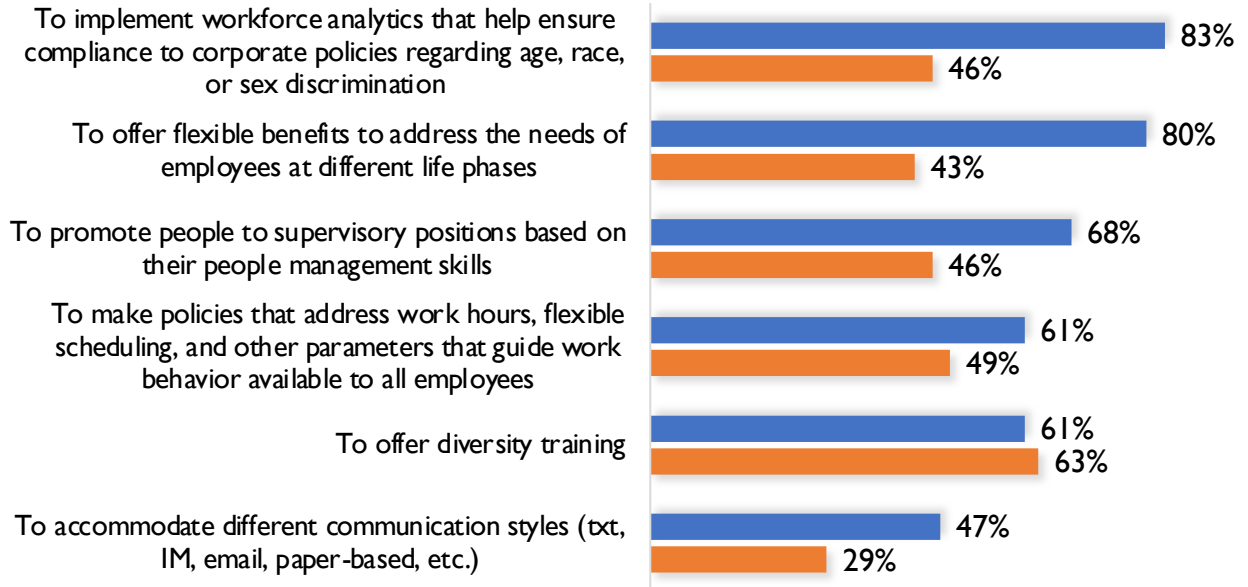 To implement workforce analytics that help ensure
compliance to corporate policies regarding age, race,
or sex discrimination
83%
46%
To offer flexible benefits to address the needs of
employees at different life phases
80%
43%
To promote people to supervisory positions based on
their people management skills
68%
46%
To make policies that address work hours, flexible
scheduling, and other parameters that guide work
behavior available to all employees
61%
49%
To offer diversity training
61%
63%
To accommodate different communication styles (txt,
IM, email, paper-based, etc.)
47%
29%